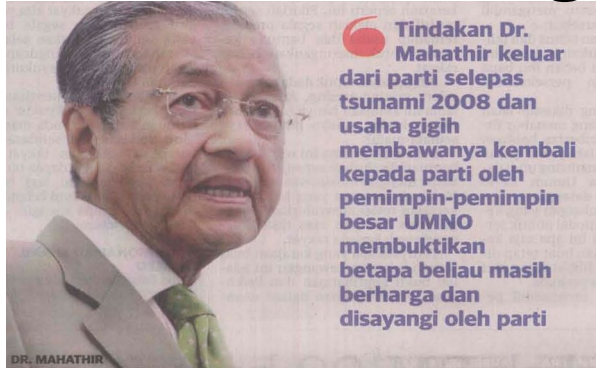 Tindakan Dr.
Mahathir keluar
dari parti selepas
tsunami 2008 dan
usaha gigih
membawanya kembali
kepada parti oleh
pemimpin-pemimpin
besar UMNO
membuktikan
betapa beliau masih
berharga dan
disayangi oleh parti
DR. MAHATHIR